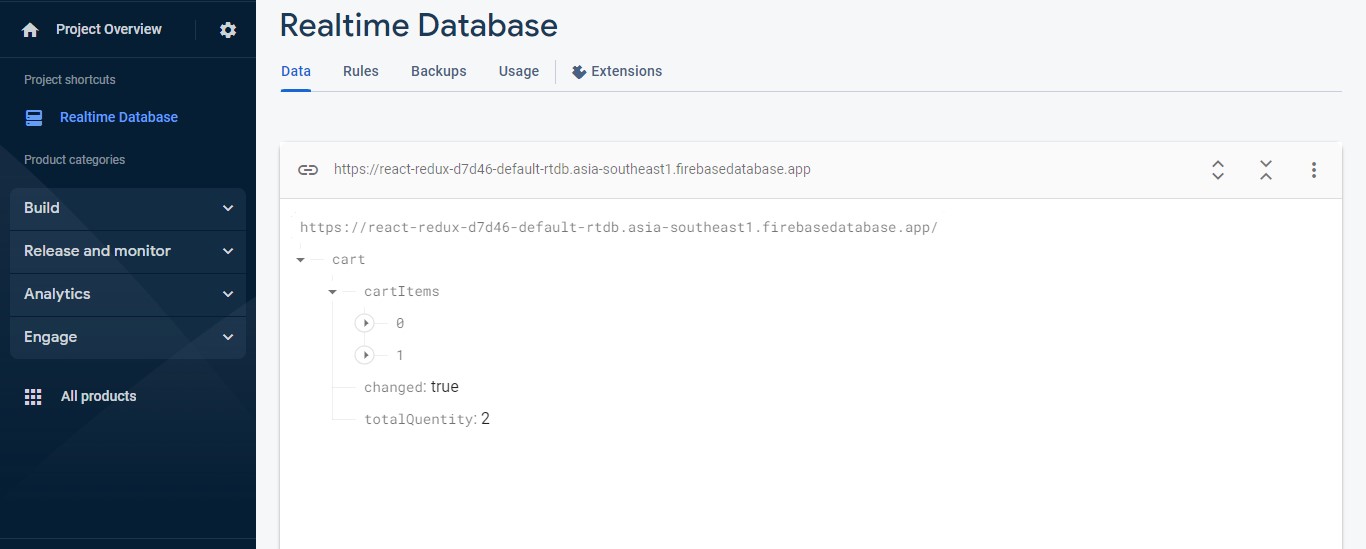 Project Overview
Project shortcuts
Realtime Database
Product categories
Build
Release and monitor
Analytics
Engage
All products
Realtime Database
Data Rules Backups Usage Extensions
https://react-redux-d7d46-default-rtdb.asia-southeast1.firebasedatabase.app
https://react-redux-d7d46-default-rtdb.asia-southeast1.firebasedatabase.app/
cart
cartItems
0
1
changed: true
totalQuentity: 2